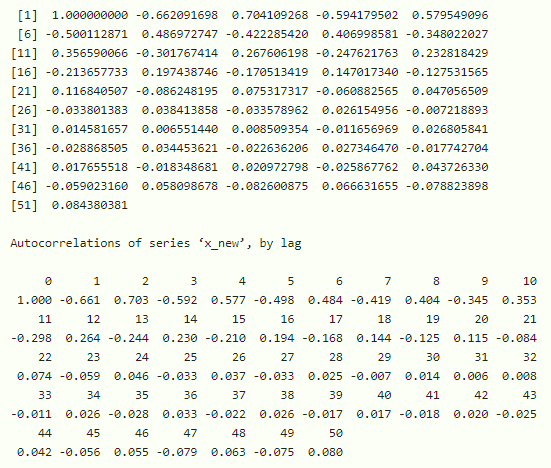 [1] 1.000000000 -0.662091698 0.704109268 -0.594179502 0.579549096
[6] -0.500112871 0.486972747 -0.422285420 0.406998581 -0.348022027
[11] 0.356590066 -0.301767414 0.267606198 -0.247621763 0.232818429
[16] -0.213657733 0.197438746 -0.170513419 0.147017340 -0.127531565
[21] 0.116840507 -0.086248195 0.075317317 -0.060882565 0.047056509
[26] -0.033801383 0.038413858 -0.033578962 0.026154956 -0.007218893
[31] 0.014581657 0.006551440 0.008509354 -0.011656969 0.026805841
[36] -0.028868505 0.034453621 -0.022636206 0.027346470 -0.017742704
[41] 0.017655518 -0.018348681 0.020972798 -0.025867762 0.043726330
[46] -0.059023160 0.058098678 -0.082600875 0.066631655 -0.078823898
[51] 0.084380381
Autocorrelations of series ‘x_new’, by lag
0 1 2 3 4 5 6 7 8 9 10
1.000 -0.661 0.703 -0.592 0.577 -0.498 0.484 -0.419 0.404 -0.345 0.353
11 12 13 14 15 16 17 18 19 20 21
-0.298 0.264 -0.244 0.230 -0.210 0.194 -0.168 0.144 -0.125 0.115 -0.084
22 23 24 25 26 27 28 29 30 31 32
0.074 -0.059 0.046 -0.033 0.037 -0.033 0.025 -0.007 0.014 0.006 0.008
33 34 35 36 37 38 39 40 41 42 43
-0.011 0.026 -0.028 0.033 -0.022 0.026 -0.017 0.017 -0.018 0.020 -0.025
44 45 46 47 48 49 50
0.042 -0.056 0.055 -0.079 0.063 -0.075 0.080